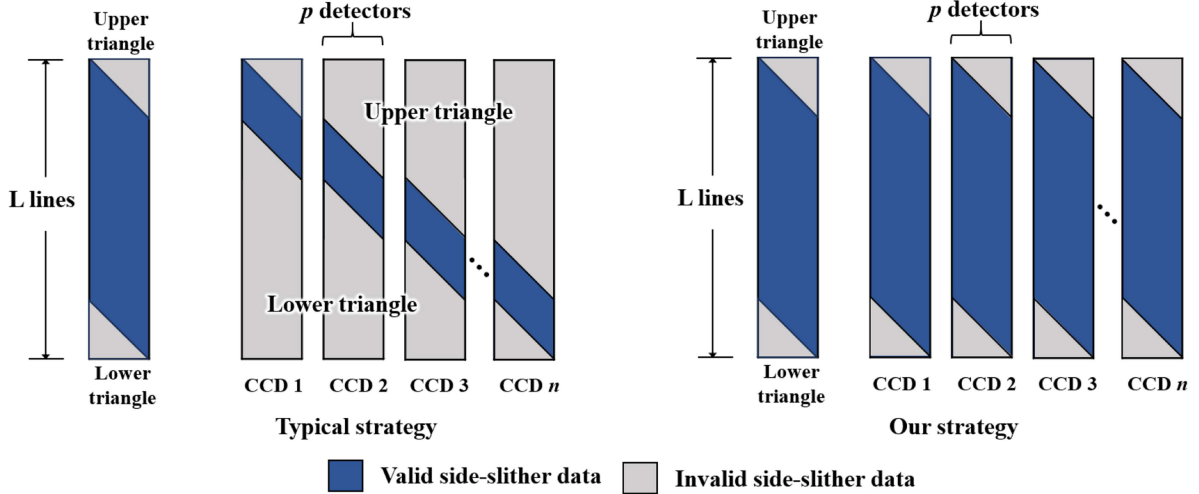 Upper
triangle
p detectors
L lines
Upper triangle
Lower triangle
Lower
triangle
CCD 1
CCD 2
CCD 3
CCD n
Typical strategy
Upper
triangle
p detectors
L lines
Lower
triangle
CCD 1
CCD 2
CCD 3
CCD n
Our strategy
Valid side-slither data
Invalid side-slither data